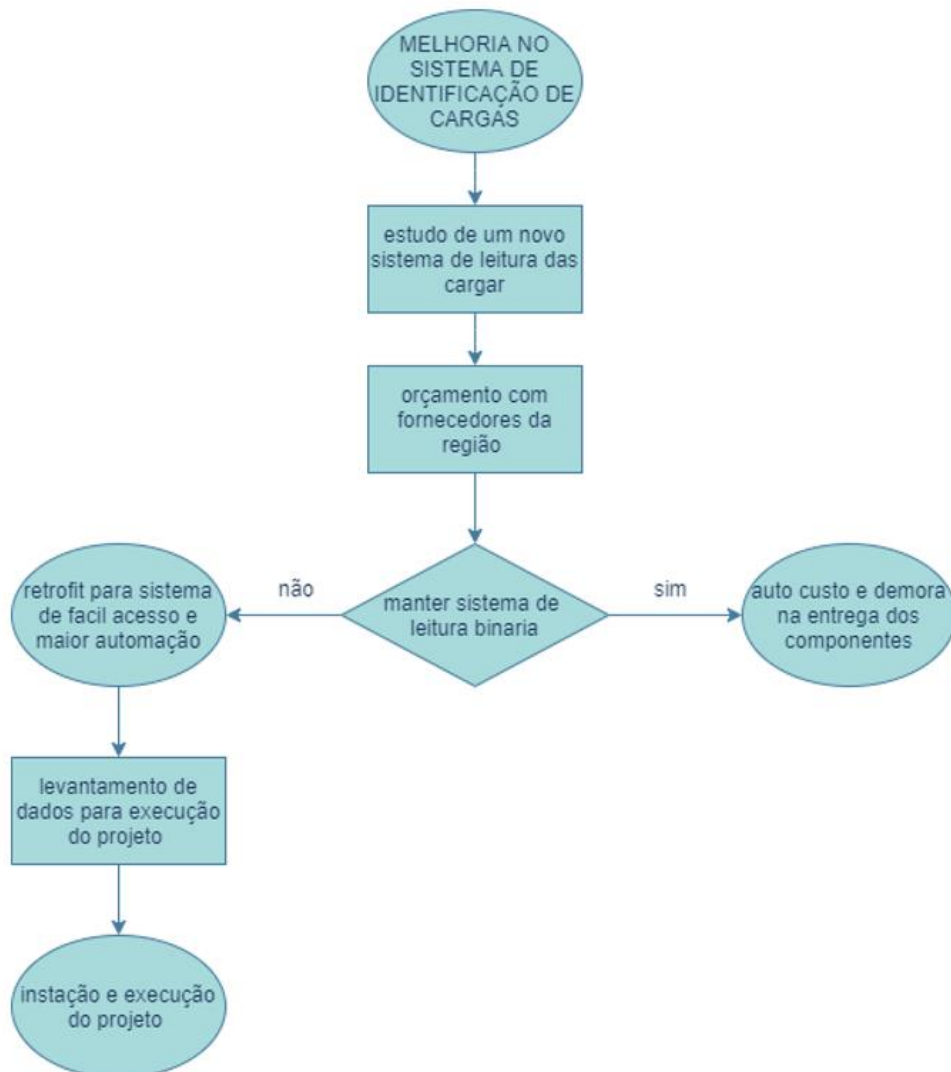 MELHORIA NO
SISTEMA DE
IDENTIFICAÇÃO DE
CARGAS
estudo de um novo
sistema de leitura das
cargar
orçamento com
fornecedores da
região
manter sistema de
leitura binaria
não
sim
retrofit para sistema
de facil acesso e
maior automação
auto custo e demora
na entrega dos
componentes
levantamento de
dados para execução
do projeto
instação e execução
do projeto